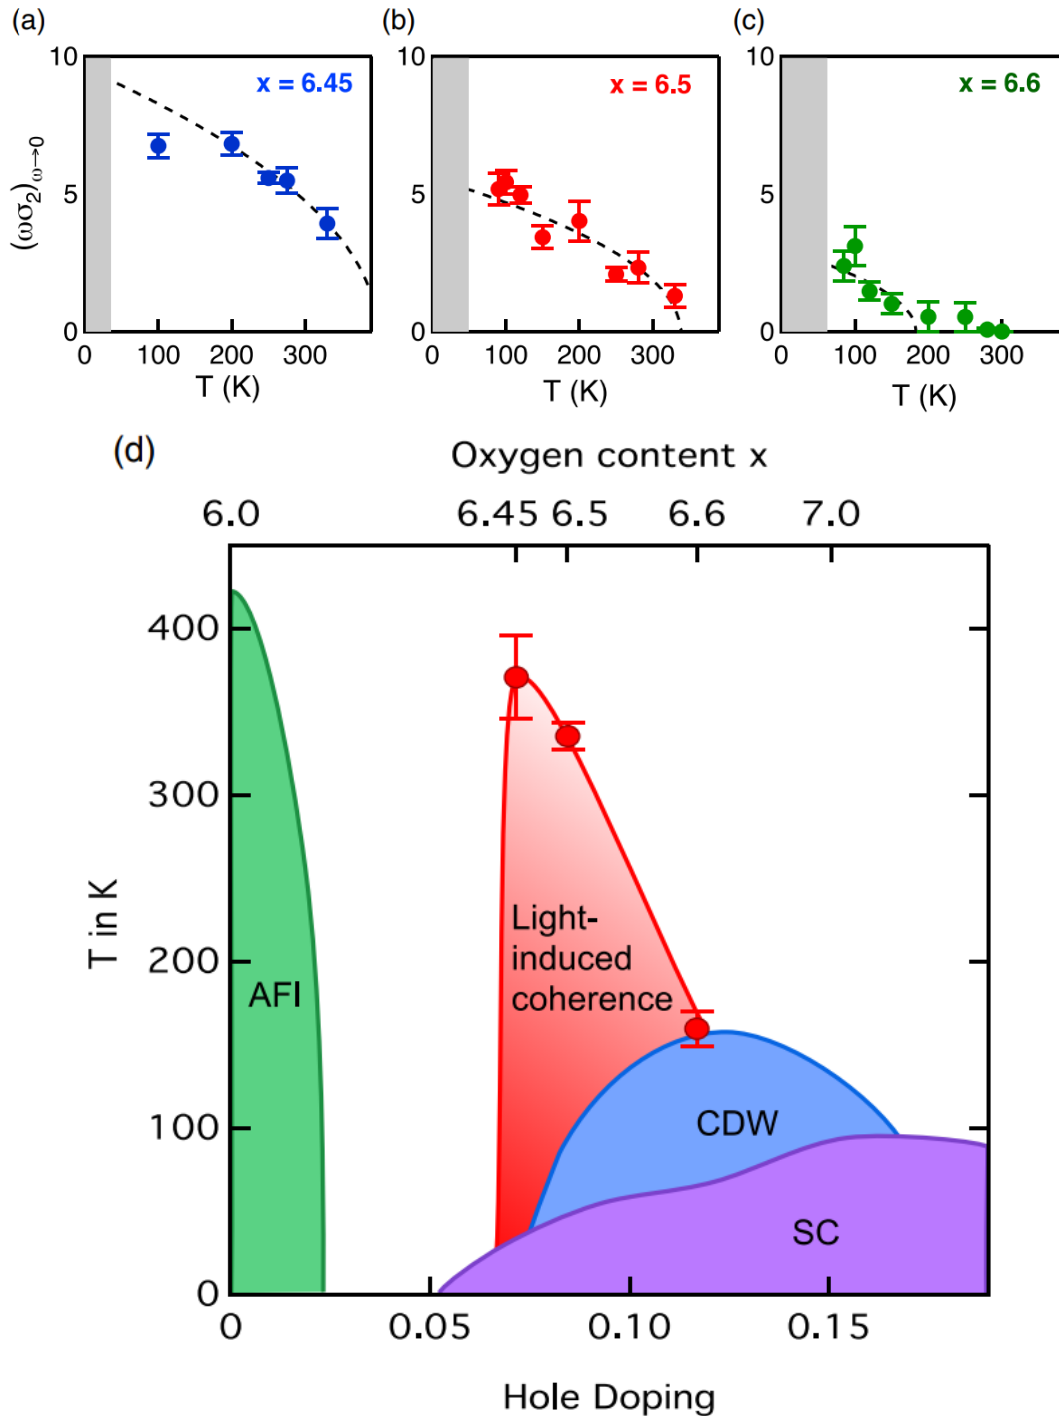 (a) (b) (c)
10 10 10
x = 6.45 x = 6.5 x = 6.6
(ωσ₂)ω→0
5 5 5
0 0 0
0 100 200 300 0 100 200 300 0 100 200 300
T (K) T (K) T (K)
(d)
Oxygen content x
6.0 6.45 6.5 6.6 7.0
400
300
Light-
induced
coherence
T in K
200
AFI
100
CDW
SC
0
0 0.05 0.10 0.15
Hole Doping